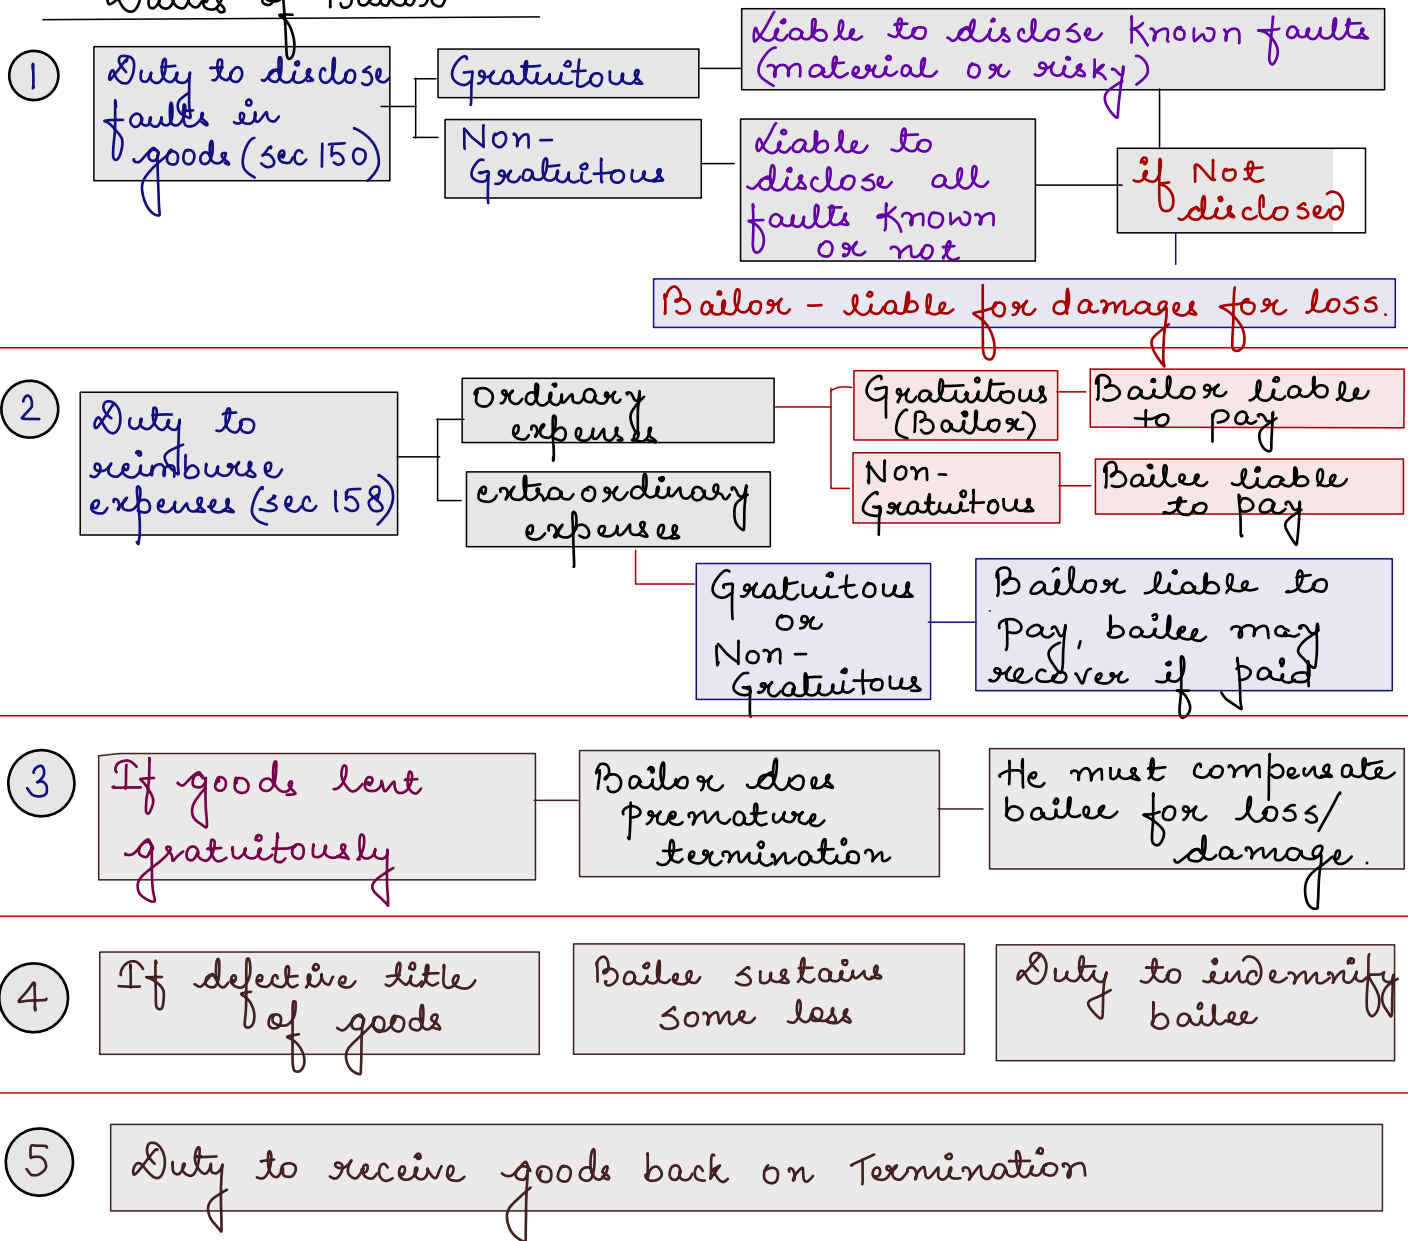 Duties of Bailor
1
Duty to disclose
faults in
goods (sec 150)
Gratuitous
Liable to disclose known faults
(material or risky)
Non-
Gratuitous
Liable to
disclose all
faults known
or not
if Not
disclosed
Bailor - liable for damages for loss.
2
Duty to
reimburse
expenses (sec 158)
Ordinary
expenses
Gratuitous
(Bailor)
Bailor liable
to pay
Non-
Gratuitous
Bailee liable
to pay
extra ordinary
expenses
Gratuitous
or
Non-
Gratuitous
Bailor liable to
pay, bailee may
recover if paid
3
If goods lent
gratuitously
Bailor does
premature
termination
He must compensate
bailee for loss/
damage.
4
If defective title
of goods
Bailee sustains
some loss
Duty to indemnify
bailee
5
Duty to receive goods back on Termination